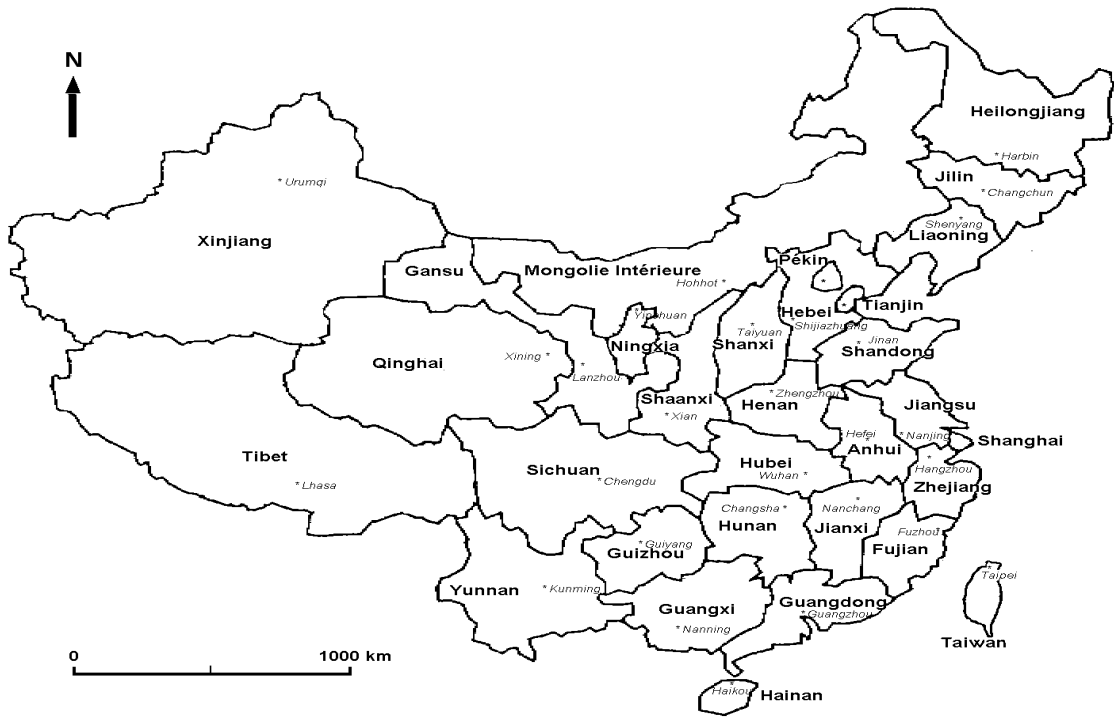 N
Heilongjiang
* Harbin
Jilin
* Changchun
* Urumqi
Shenyang *
Liaoning
Xinjiang
Pékin
*
Gansu
Mongolie Intérieure
Hohhot *
* Tianjin
Hebei
* Yinchuan
* Shijiazhuang
* Taiyuan
Shanxi
Ningxia
* Jinan
Shandong
Qinghai
Xining *
* Lanzhou
Shaanxi
* Xian
Henan
* Zhengzhou
Jiangsu
* Nanjing
Shanghai
Hefei *
Anhui
Tibet
* Lhasa
Sichuan
* Chengdu
Hubei
Wuhan *
* Hangzhou
Zhejiang
Changsha *
Hunan
* Nanchang
Jianxi
Fuzhou *
Fujian
* Guiyang
Guizhou
Yunnan
* Kunming
Guangxi
* Nanning
Guangdong
* Guangzhou
* Taipei
Taiwan
0 1000 km
* Haikou
Hainan